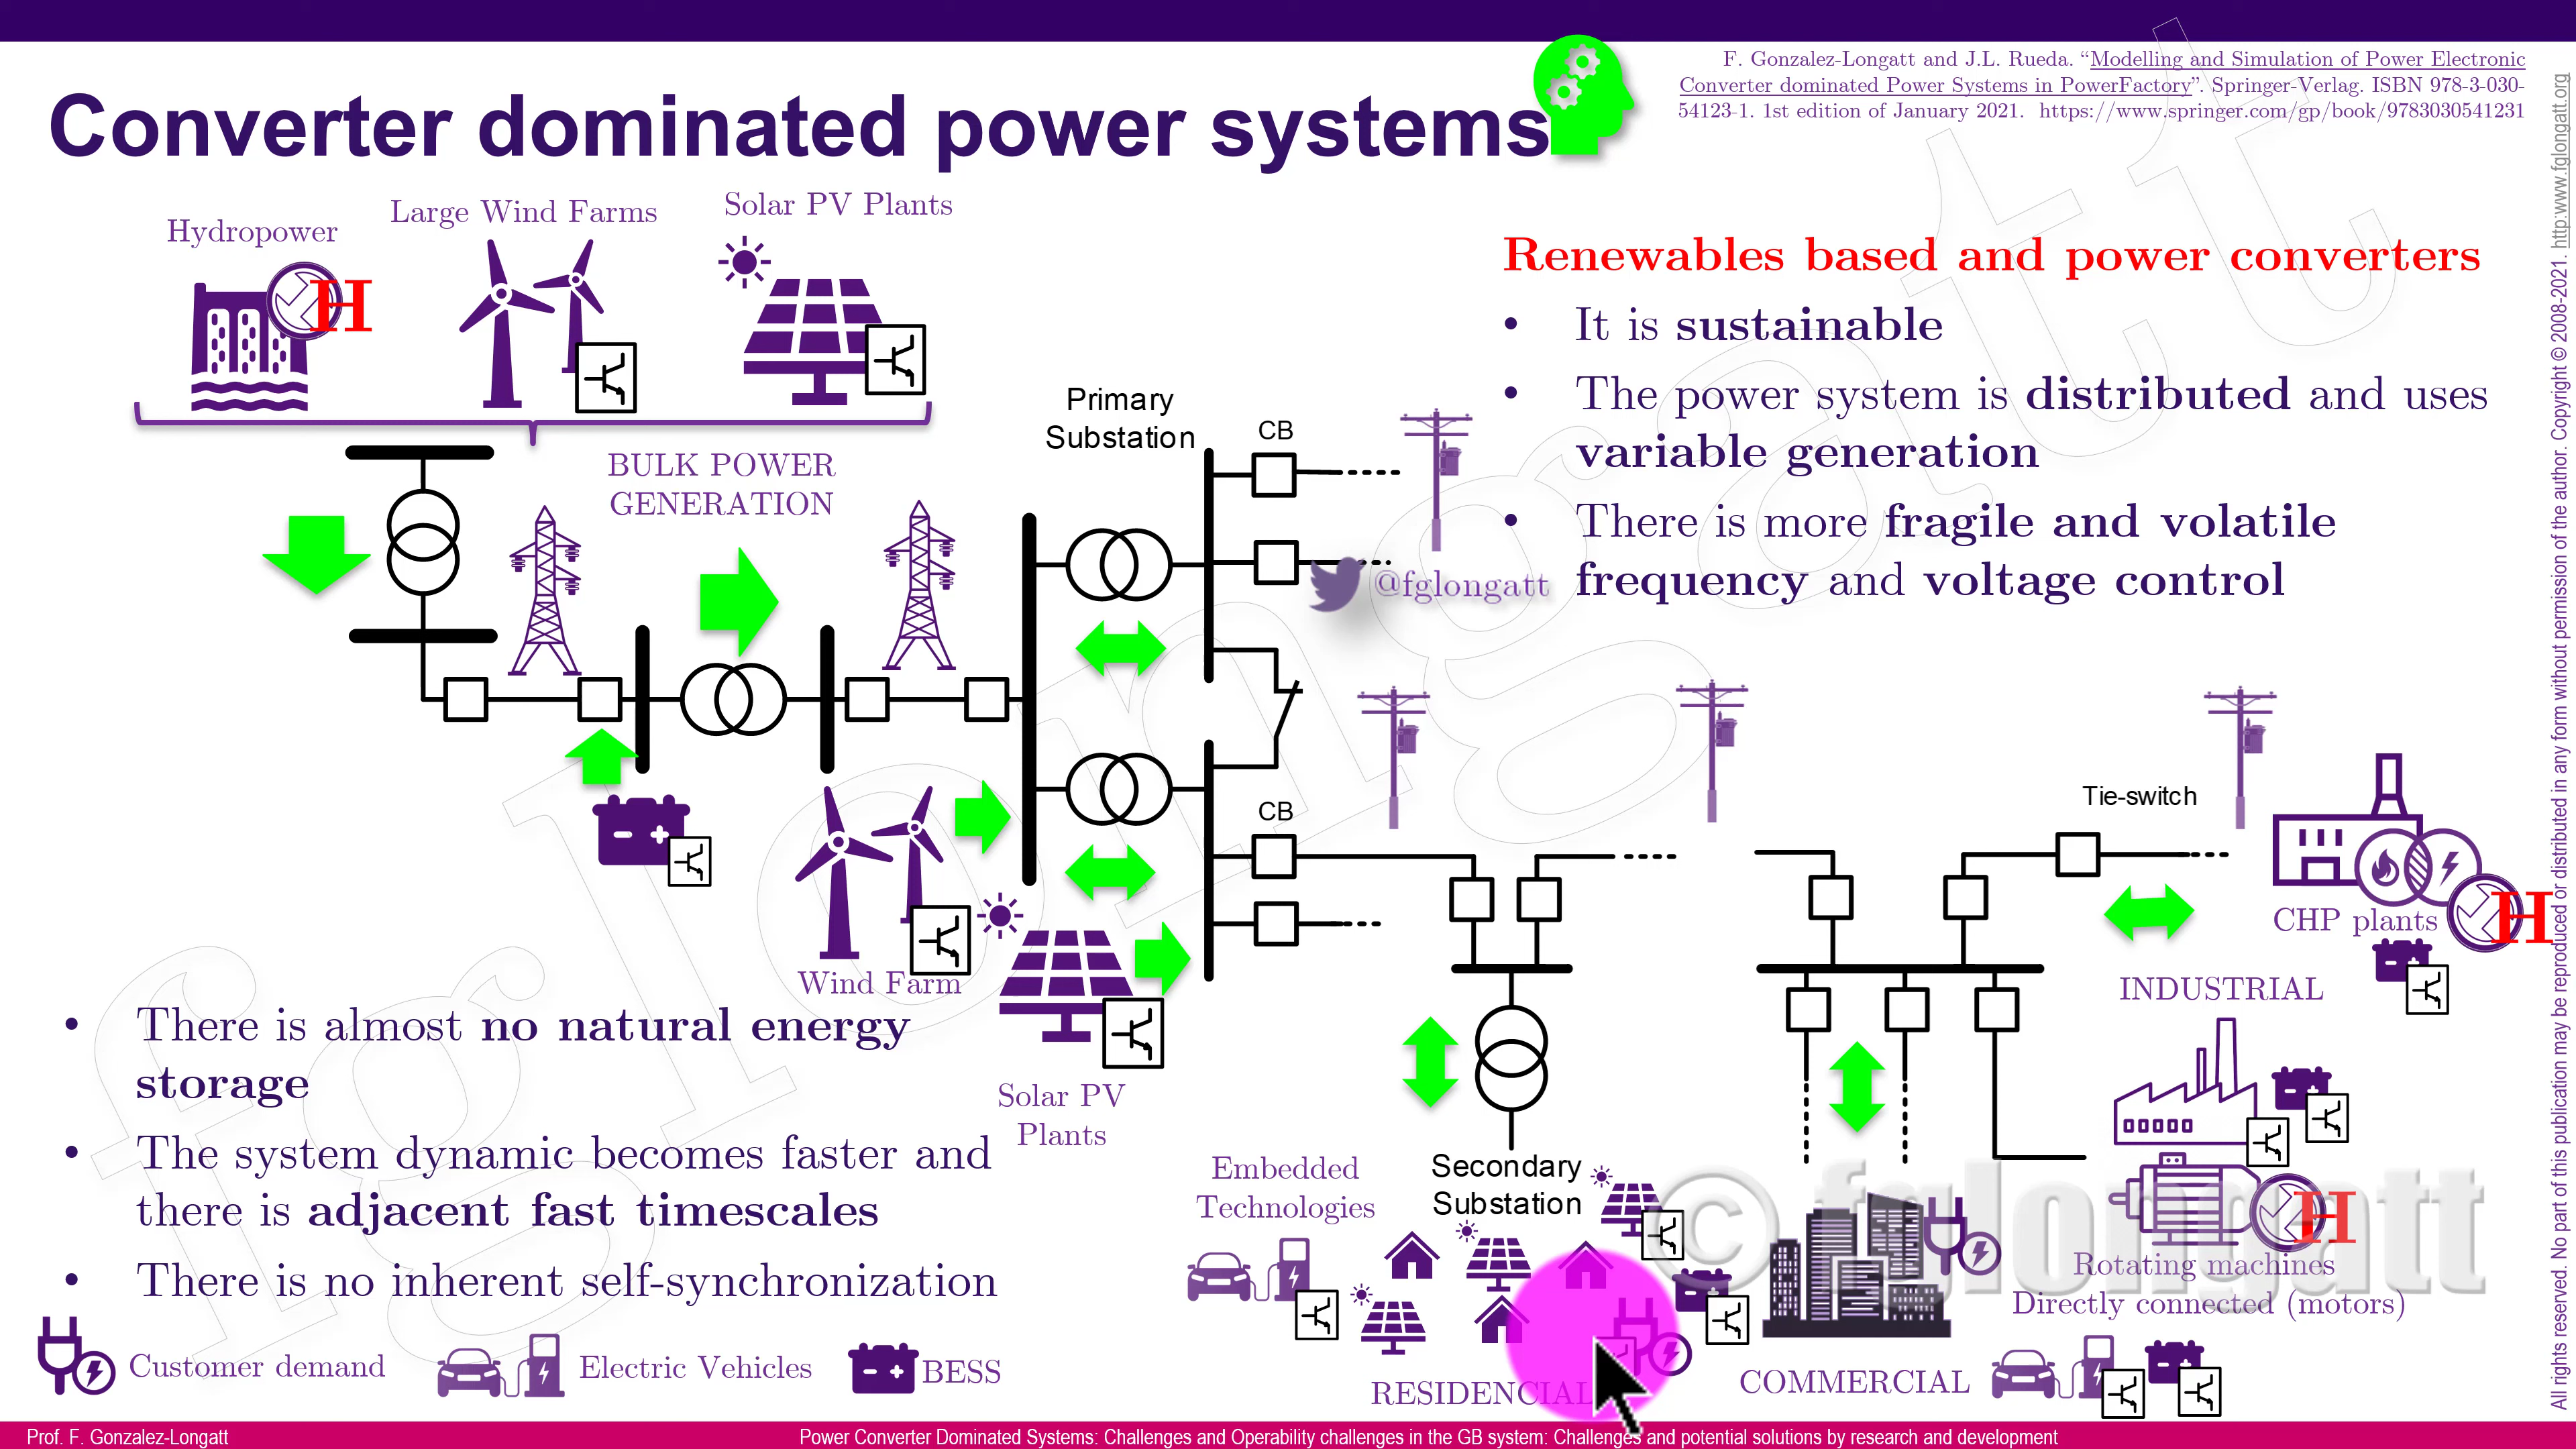 F. Gonzalez-Longatt and J.L. Rueda. “Modelling and Simulation of Power Electronic
Converter dominated Power Systems in PowerFactory”. Springer-Verlag. ISBN 978-3-030-
54123-1. 1st edition of January 2021. https://www.springer.com/gp/book/9783030541231
Converter dominated power systems
Hydropower
Large Wind Farms
Solar PV Plants
H
BULK POWER
GENERATION
Primary
Substation
CB
Renewables based and power converters
• It is sustainable
• The power system is distributed and uses
variable generation
• There is more fragile and volatile
frequency and voltage control
@fglongatt
CB
Tie-switch
CHP plants
H
INDUSTRIAL
Wind Farm
Solar PV
Plants
• There is almost no natural energy
storage
• The system dynamic becomes faster and
there is adjacent fast timescales
• There is no inherent self-synchronization
Embedded
Technologies
Secondary
Substation
H
Rotating machines
Directly connected (motors)
RESIDENCIAL
COMMERCIAL
Customer demand
Electric Vehicles
BESS
© fglongatt
fglongatt
All rights reserved. No part of this publication may be reproduced or distributed in any form without permission of the author. Copyright © 2008-2021. http:www.fglongatt.org
Prof. F. Gonzalez-Longatt
Power Converter Dominated Systems: Challenges and Operability challenges in the GB system: Challenges and potential solutions by research and development